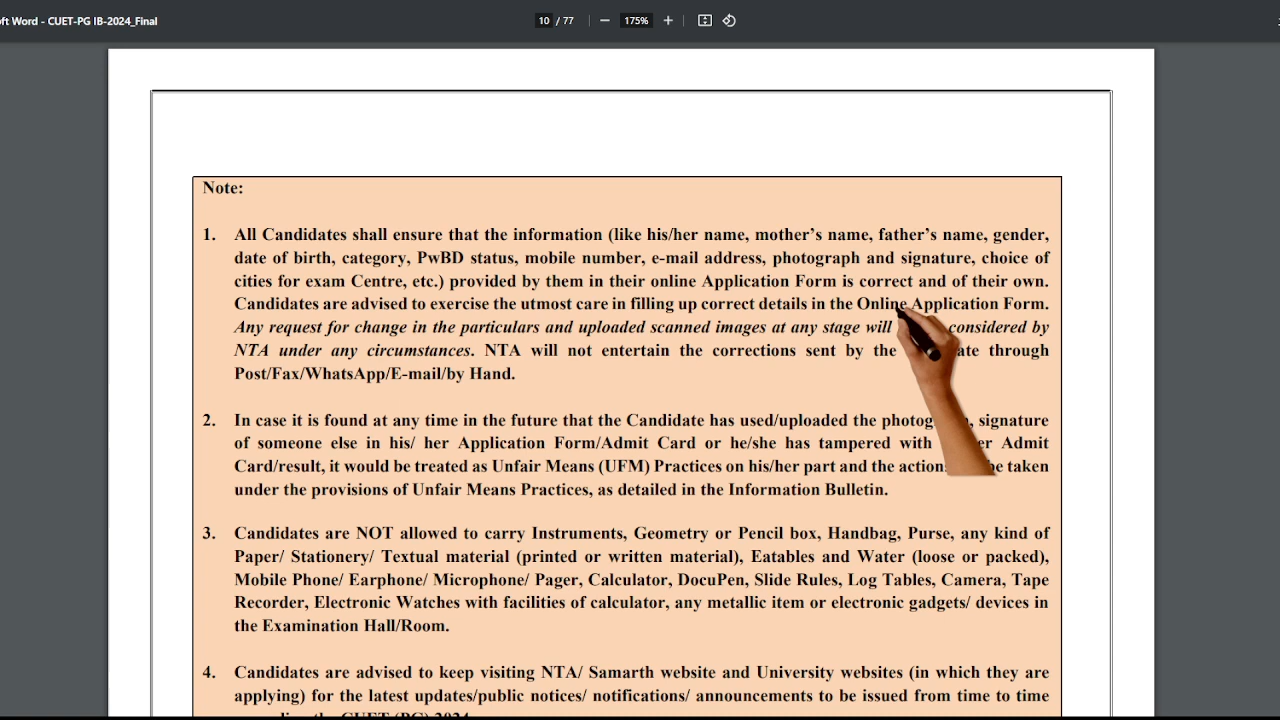 oft Word - CUET-PG IB-2024_Final
10 / 77
175%
Note:
1. All Candidates shall ensure that the information (like his/her name, mother’s name, father’s name, gender,
date of birth, category, PwBD status, mobile number, e-mail address, photograph and signature, choice of
cities for exam Centre, etc.) provided by them in their online Application Form is correct and of their own.
Candidates are advised to exercise the utmost care in filling up correct details in the Online Application Form.
Any request for change in the particulars and uploaded scanned images at any stage will considered by
NTA under any circumstances. NTA will not entertain the corrections sent by the through
Post/Fax/WhatsApp/E-mail/by Hand.
2. In case it is found at any time in the future that the Candidate has used/uploaded the signature
of someone else in his/ her Application Form/Admit Card or he/she has tampered with Admit
Card/result, it would be treated as Unfair Means (UFM) Practices on his/her part and the taken
under the provisions of Unfair Means Practices, as detailed in the Information Bulletin.
3. Candidates are NOT allowed to carry Instruments, Geometry or Pencil box, Handbag, Purse, any kind of
Paper/ Stationery/ Textual material (printed or written material), Eatables and Water (loose or packed),
Mobile Phone/ Earphone/ Microphone/ Pager, Calculator, DocuPen, Slide Rules, Log Tables, Camera, Tape
Recorder, Electronic Watches with facilities of calculator, any metallic item or electronic gadgets/ devices in
the Examination Hall/Room.
4. Candidates are advised to keep visiting NTA/ Samarth website and University websites (in which they are
applying) for the latest updates/public notices/ notifications/ announcements to be issued from time to time
the CUET (PG) 2024